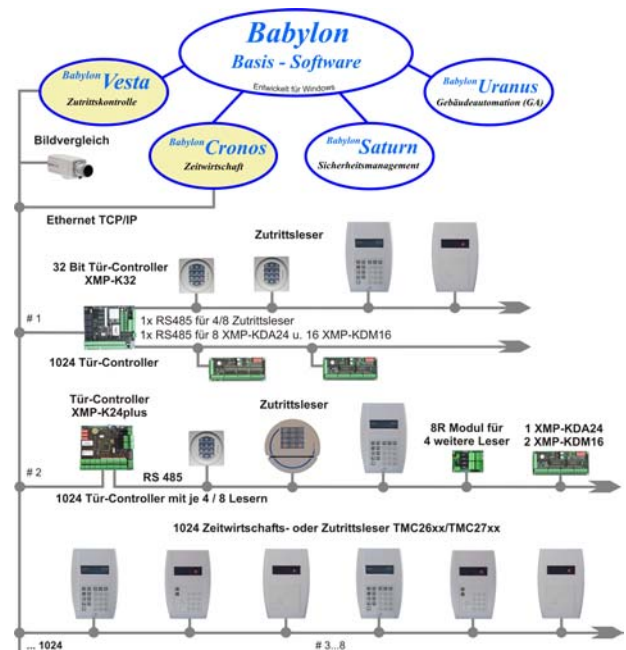 Babylon
Basis - Software
Entwickelt für Windows
Babylon Vesta
Zutrittskontrolle
Babylon Uranus
Gebäudeautomation (GA)
Babylon Cronos
Zeitwirtschaft
Babylon Saturn
Sicherheitsmanagement
Bildvergleich
Ethernet TCP/IP
Zutrittsleser
32 Bit Tür-Controller
XMP-K32
# 1
1x RS485 für 4/8 Zutrittsleser
1x RS485 für 8 XMP-KDA24 u. 16 XMP-KDM16
1024 Tür-Controller
Tür-Controller
XMP-K24plus
Zutrittsleser
8R Modul für
4 weitere Leser
1 XMP-KDA24
2 XMP-KDM16
# 2
RS 485
1024 Tür-Controller mit je 4 / 8 Lesern
1024 Zeitwirtschafts- oder Zutrittsleser TMC26xx/TMC27xx
... 1024
# 3...8